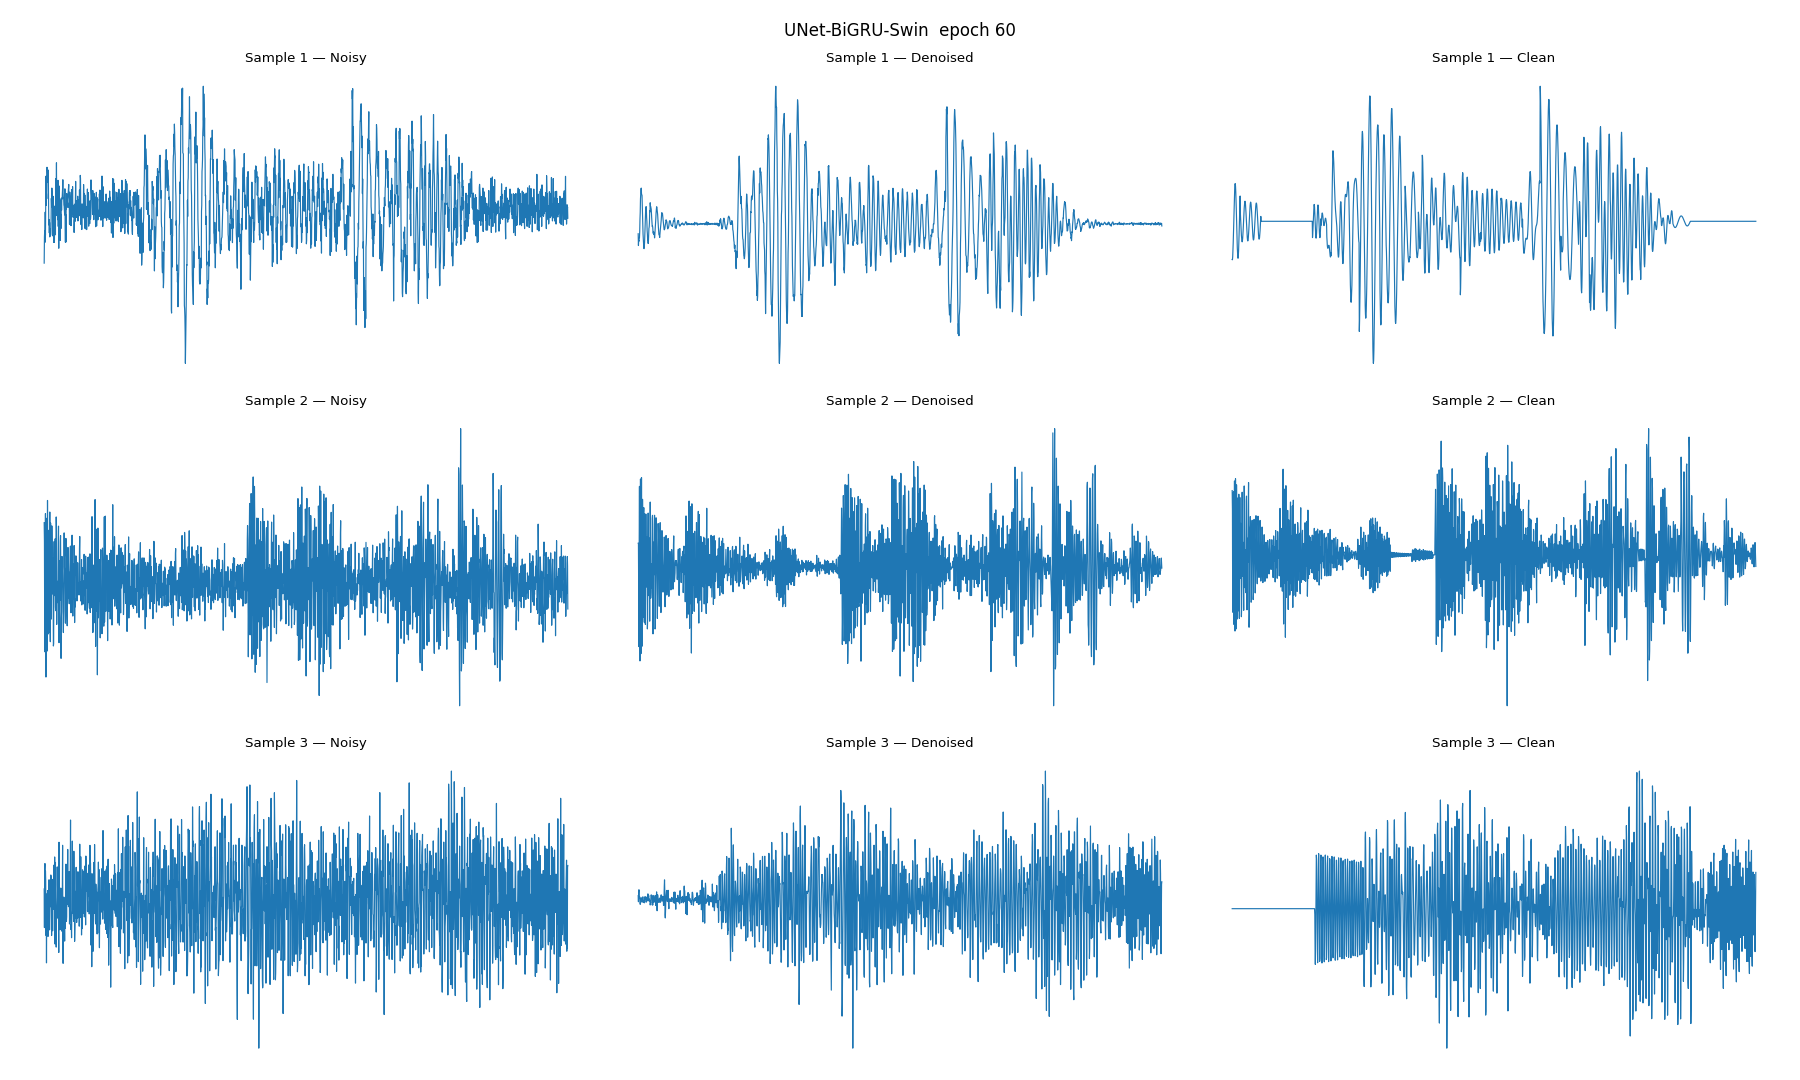 UNet-BiGRU-Swin  epoch 60
Sample 1 — Noisy
Sample 1 — Denoised
Sample 1 — Clean
Sample 2 — Noisy
Sample 2 — Denoised
Sample 2 — Clean
Sample 3 — Noisy
Sample 3 — Denoised
Sample 3 — Clean